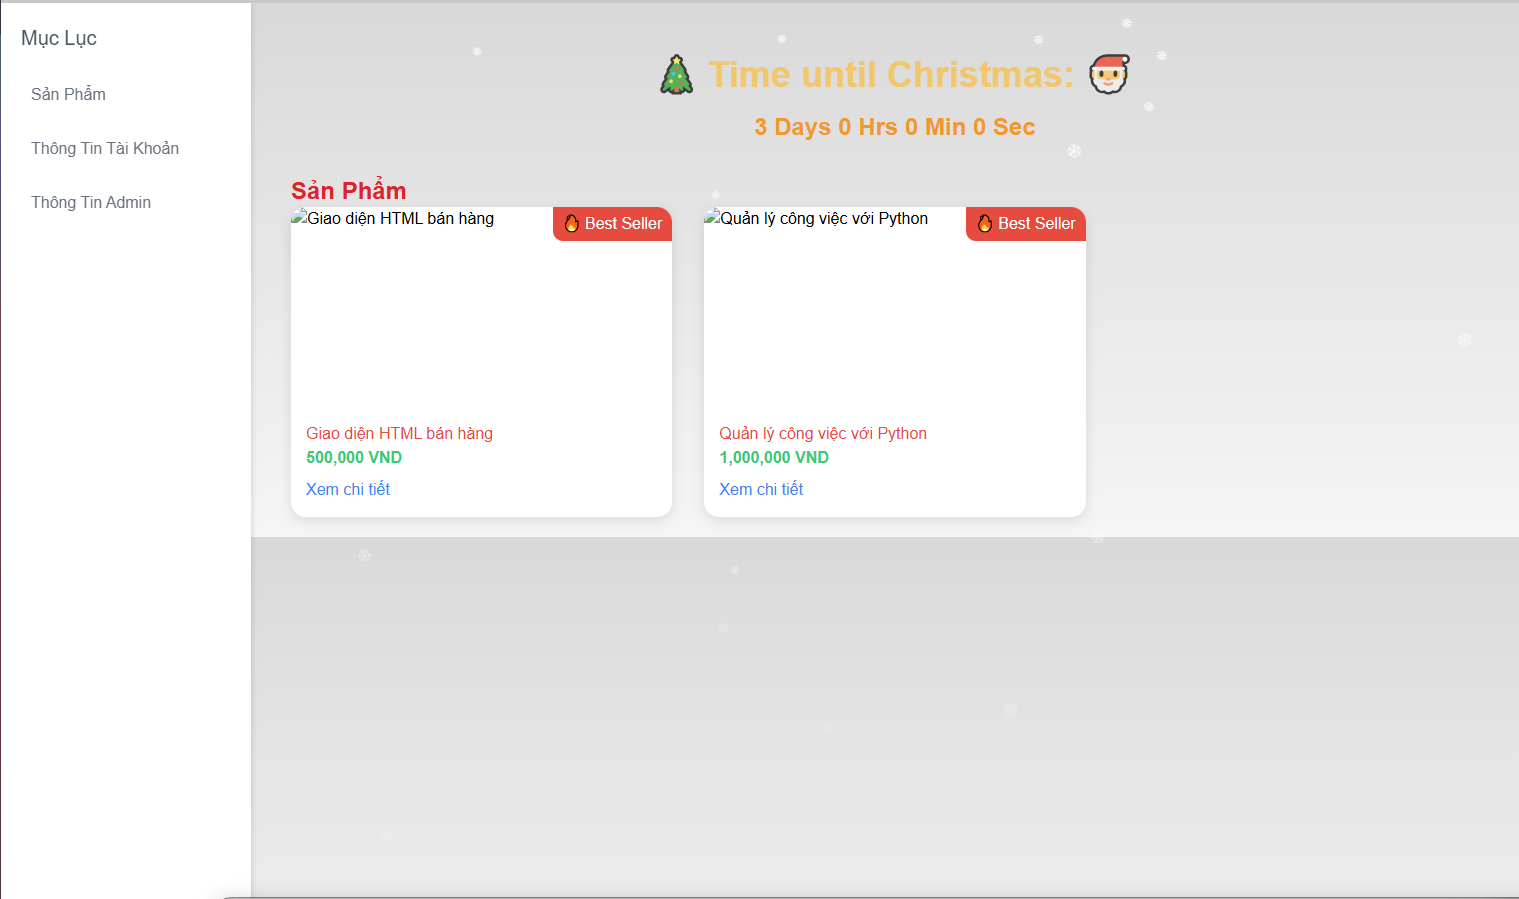 Mục Lục
Sản Phẩm
Thông Tin Tài Khoản
Thông Tin Admin
🎄 Time until Christmas: 🎅
3 Days 0 Hrs 0 Min 0 Sec
Sản Phẩm
Giao diện HTML bán hàng
🔥 Best Seller
Giao diện HTML bán hàng
500,000 VND
Xem chi tiết
Quản lý công việc với Python
🔥 Best Seller
Quản lý công việc với Python
1,000,000 VND
Xem chi tiết